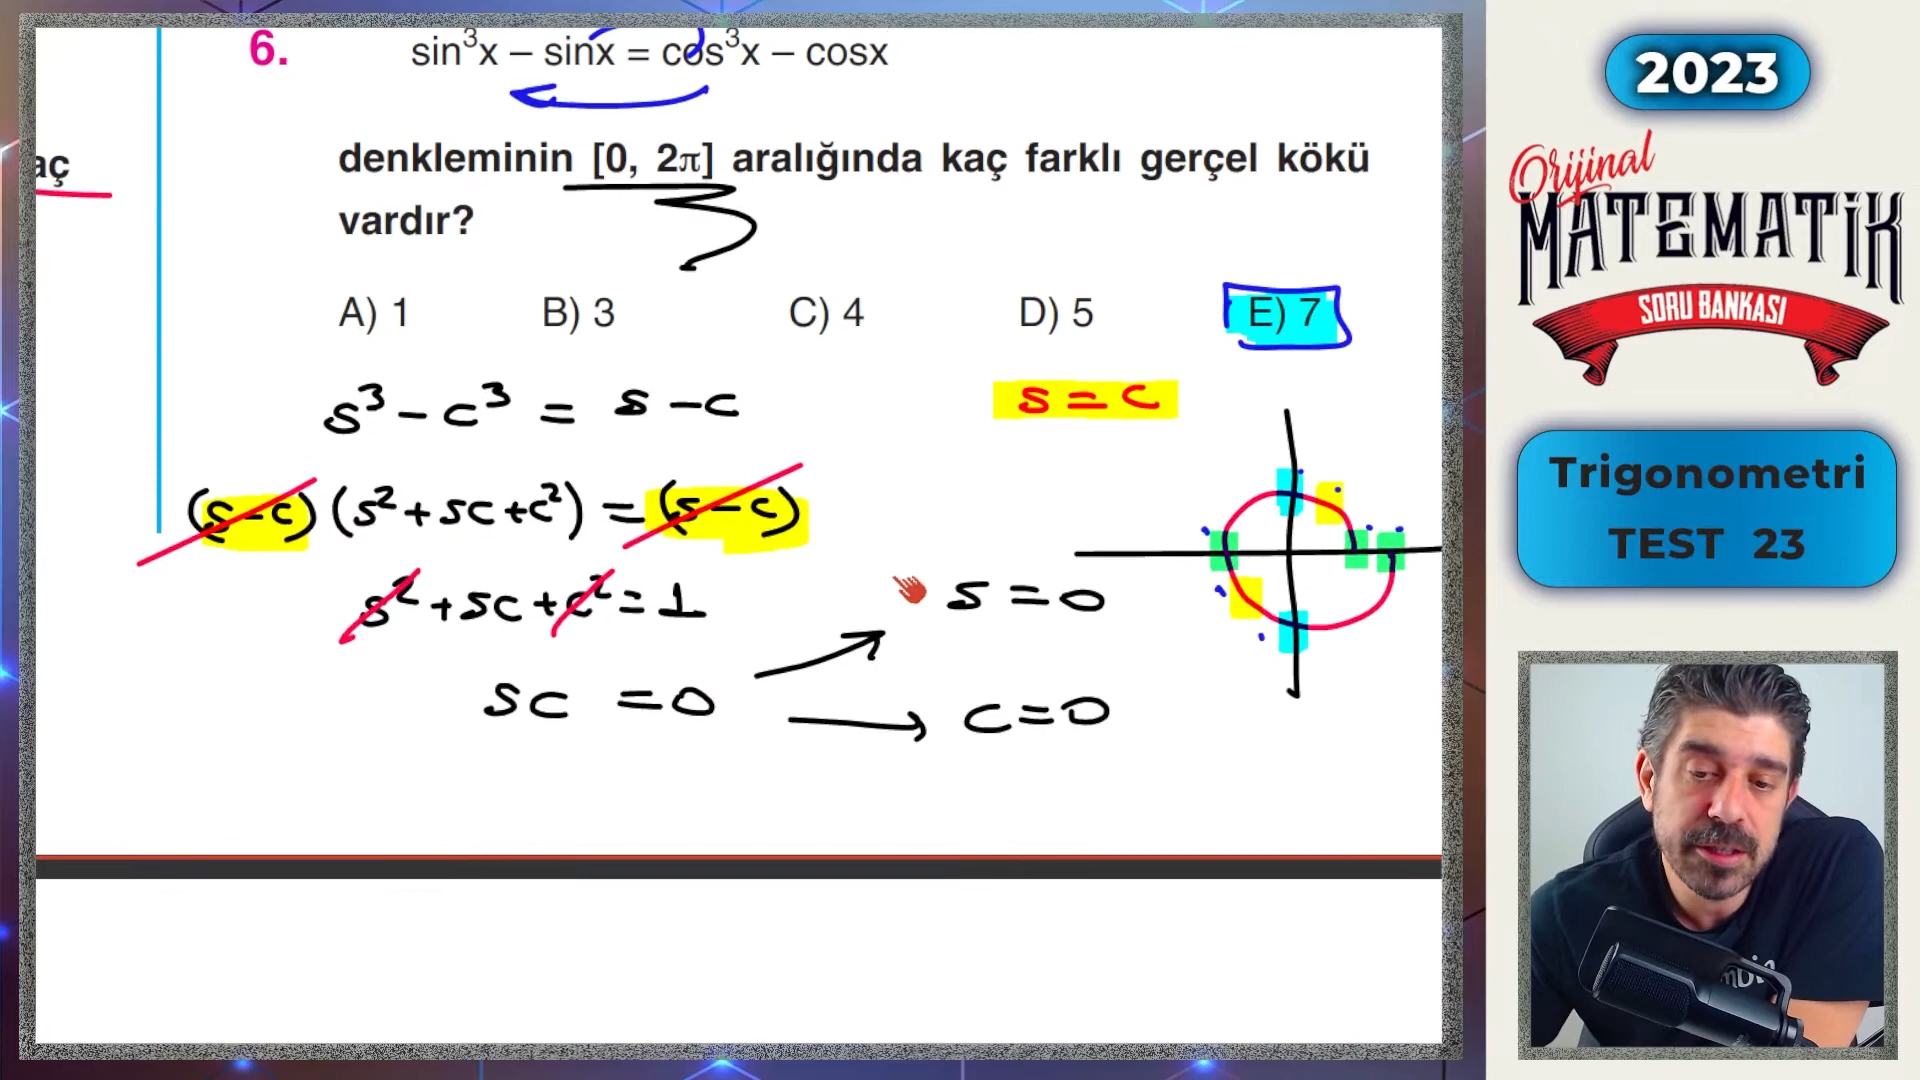 6. sin³x – sinx = cos³x – cosx
aç
denkleminin [0, 2π] aralığında kaç farklı gerçel kökü
vardır?
A) 1 B) 3 C) 4 D) 5 E) 7
s³ – c³ = s – c
s = c
(s–c)(s²+sc+c²) = (s–c)
s²+sc+c²=1
s = 0
sc = 0
c=0
2023
Orijinal
MATEMATİK
SORU BANKASI
Trigonometri
TEST 23